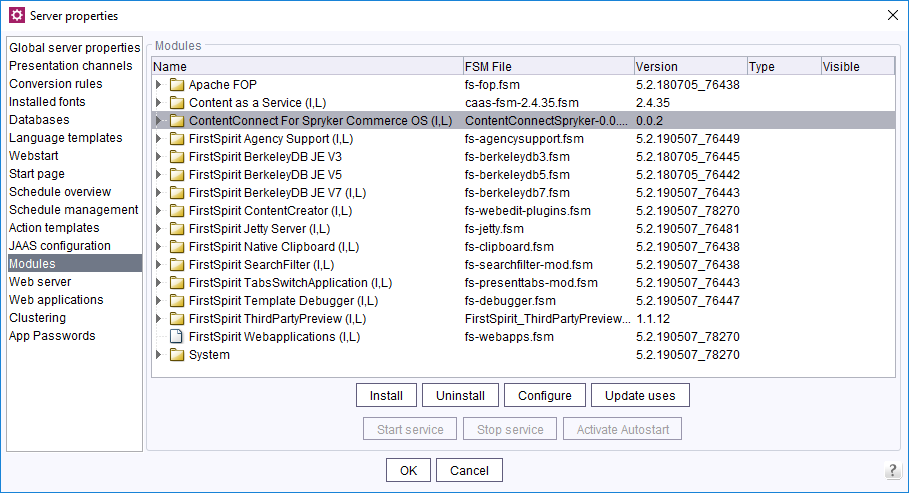 Server properties
Global server properties
Presentation channels
Conversion rules
Installed fonts
Databases
Language templates
Webstart
Start page
Schedule overview
Schedule management
Action templates
JAAS configuration
Modules
Web server
Web applications
Clustering
App Passwords
Modules
Name FSM File Version Type Visible
Apache FOP fs-fop.fsm 5.2.180705_76438
Content as a Service (I,L) caas-fsm-2.4.35.fsm 2.4.35
ContentConnect For Spryker Commerce OS (I,L) ContentConnectSpryker-0.0.... 0.0.2
FirstSpirit Agency Support (I,L) fs-agencysupport.fsm 5.2.190507_76449
FirstSpirit BerkeleyDB JE V3 fs-berkeleydb3.fsm 5.2.180705_76445
FirstSpirit BerkeleyDB JE V5 fs-berkeleydb5.fsm 5.2.180705_76442
FirstSpirit BerkeleyDB JE V7 (I,L) fs-berkeleydb7.fsm 5.2.190507_76443
FirstSpirit ContentCreator (I,L) fs-webedit-plugins.fsm 5.2.190507_78270
FirstSpirit Jetty Server (I,L) fs-jetty.fsm 5.2.190507_76481
FirstSpirit Native Clipboard (I,L) fs-clipboard.fsm 5.2.190507_76438
FirstSpirit SearchFilter (I,L) fs-searchfilter-mod.fsm 5.2.190507_76438
FirstSpirit TabsSwitchApplication (I,L) fs-presenttabs-mod.fsm 5.2.190507_76443
FirstSpirit Template Debugger (I,L) fs-debugger.fsm 5.2.190507_76447
FirstSpirit ThirdPartyPreview (I,L) FirstSpirit_ThirdPartyPreview... 1.1.12
FirstSpirit Webapplications (I,L) fs-webapps.fsm 5.2.190507_78270
System 5.2.190507_78270
Install Uninstall Configure Update uses
Start service Stop service Activate Autostart
OK Cancel
?